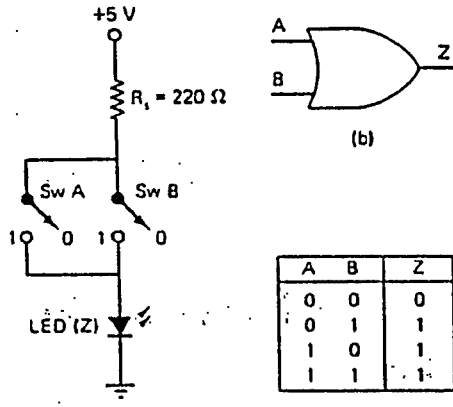 +5 V
R₁ = 220 Ω
Sw A
Sw B
1
0
1
0
LED (Z)
A
B
Z
(b)
A B Z
0 0 0
0 1 1
1 0 1
1 1 1